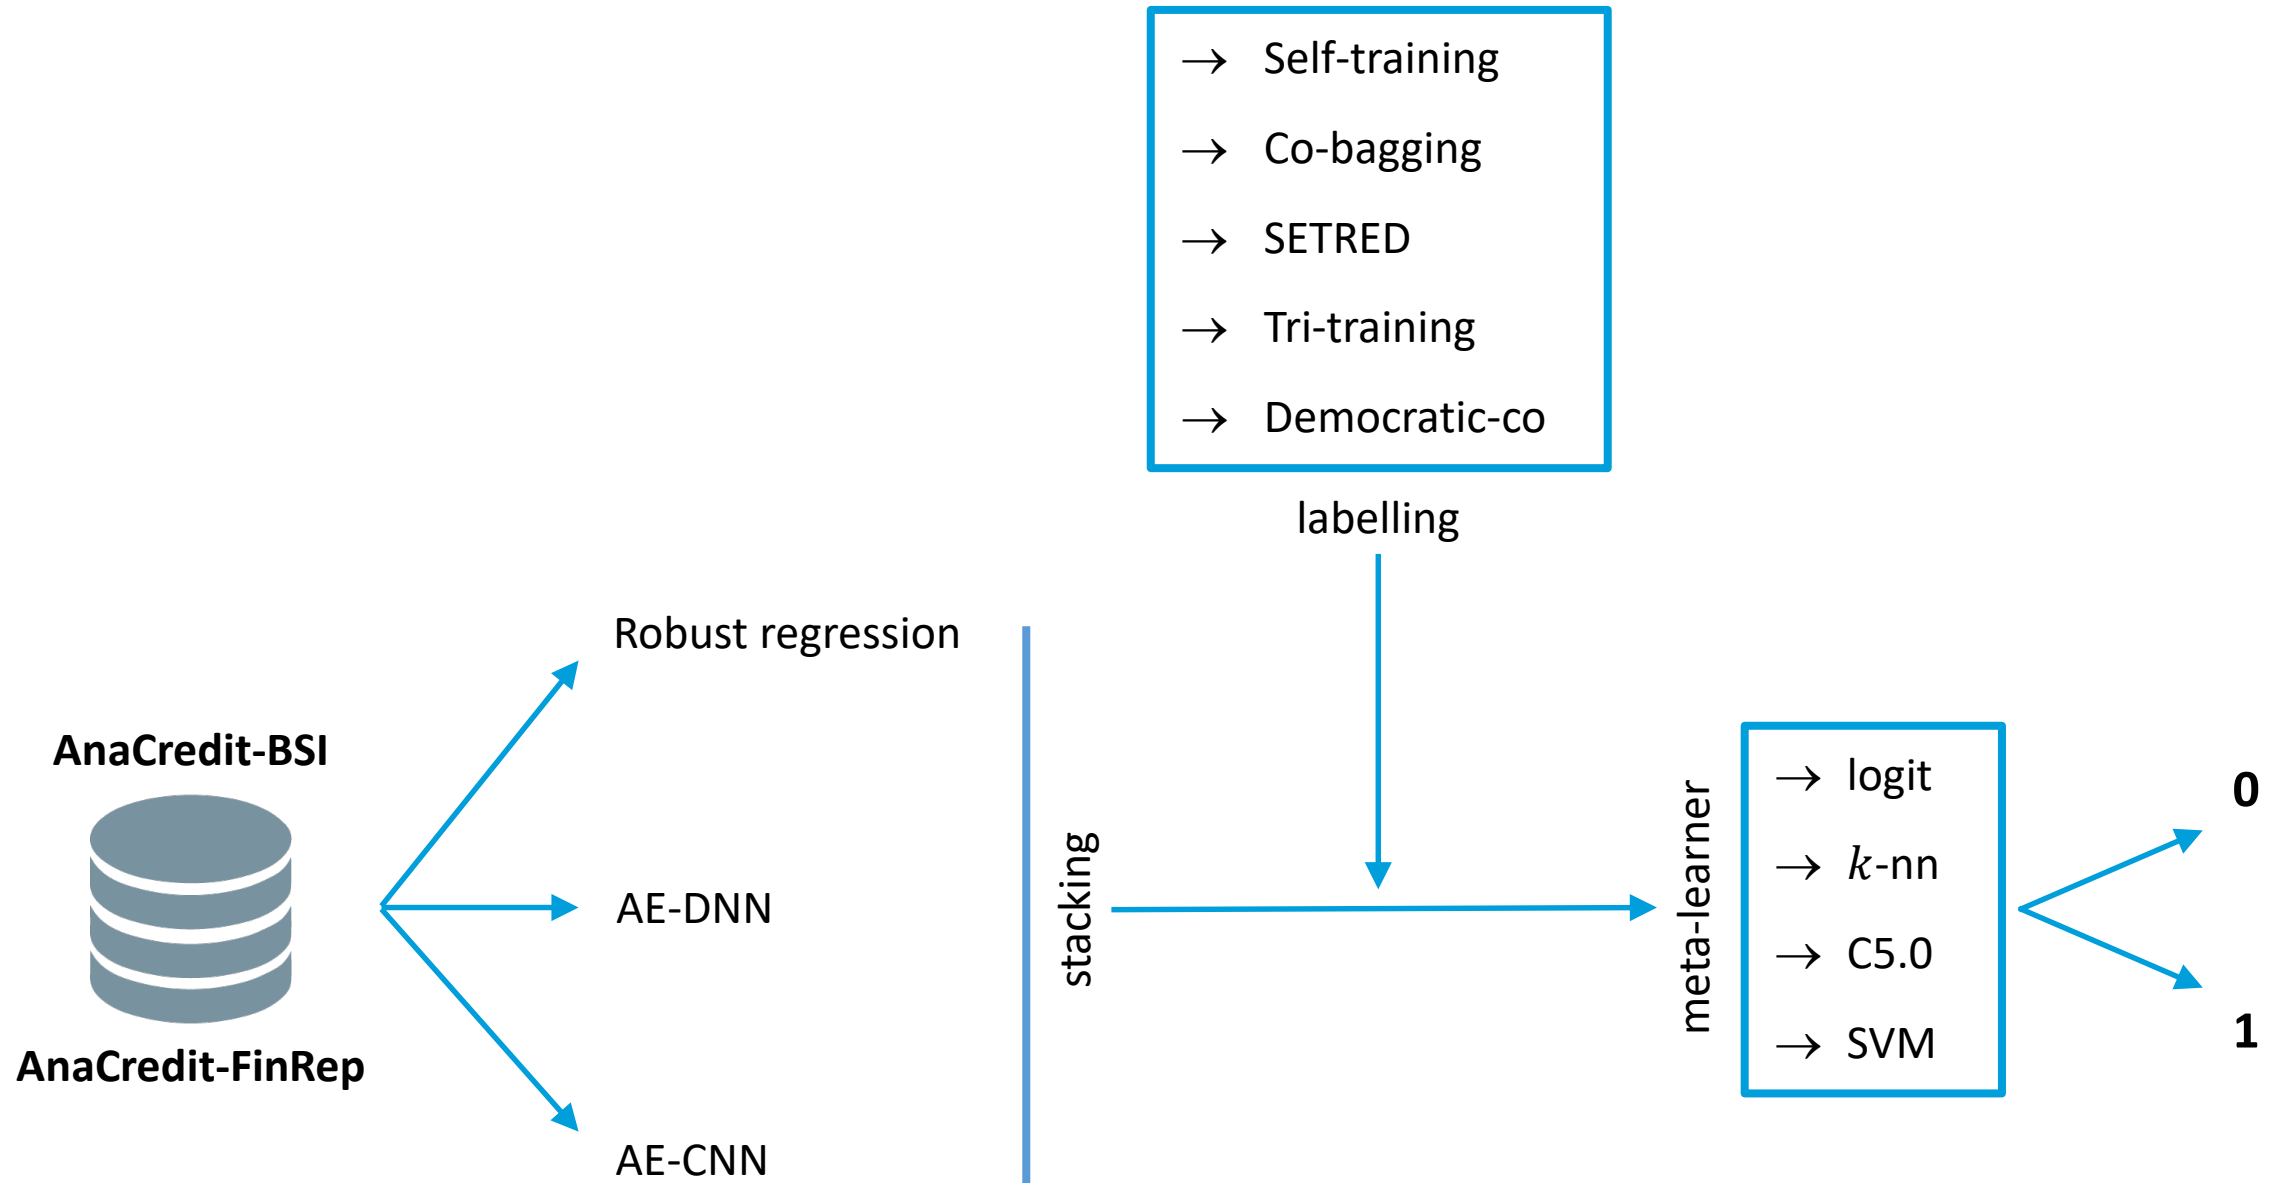 → Self-training
→ Co-bagging
→ SETRED
→ Tri-training
→ Democratic-co
labelling
Robust regression
AnaCredit-BSI
AE-DNN
AnaCredit-FinRep
AE-CNN
stacking
meta-learner
→ logit
→ k-nn
→ C5.0
→ SVM
0
1